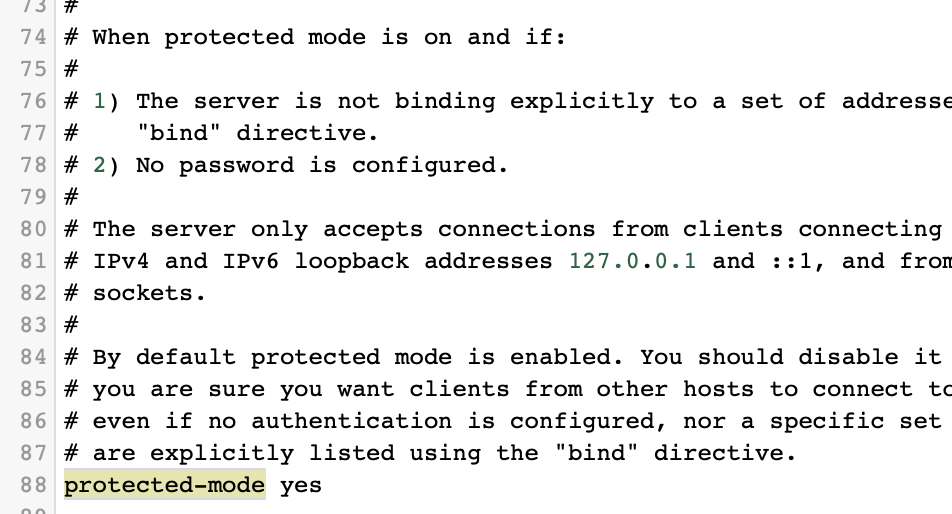 73 #
74 # When protected mode is on and if:
75 #
76 # 1) The server is not binding explicitly to a set of addresse
77 #    "bind" directive.
78 # 2) No password is configured.
79 #
80 # The server only accepts connections from clients connecting
81 # IPv4 and IPv6 loopback addresses 127.0.0.1 and ::1, and from
82 # sockets.
83 #
84 # By default protected mode is enabled. You should disable it
85 # you are sure you want clients from other hosts to connect to
86 # even if no authentication is configured, nor a specific set
87 # are explicitly listed using the "bind" directive.
88 protected-mode yes